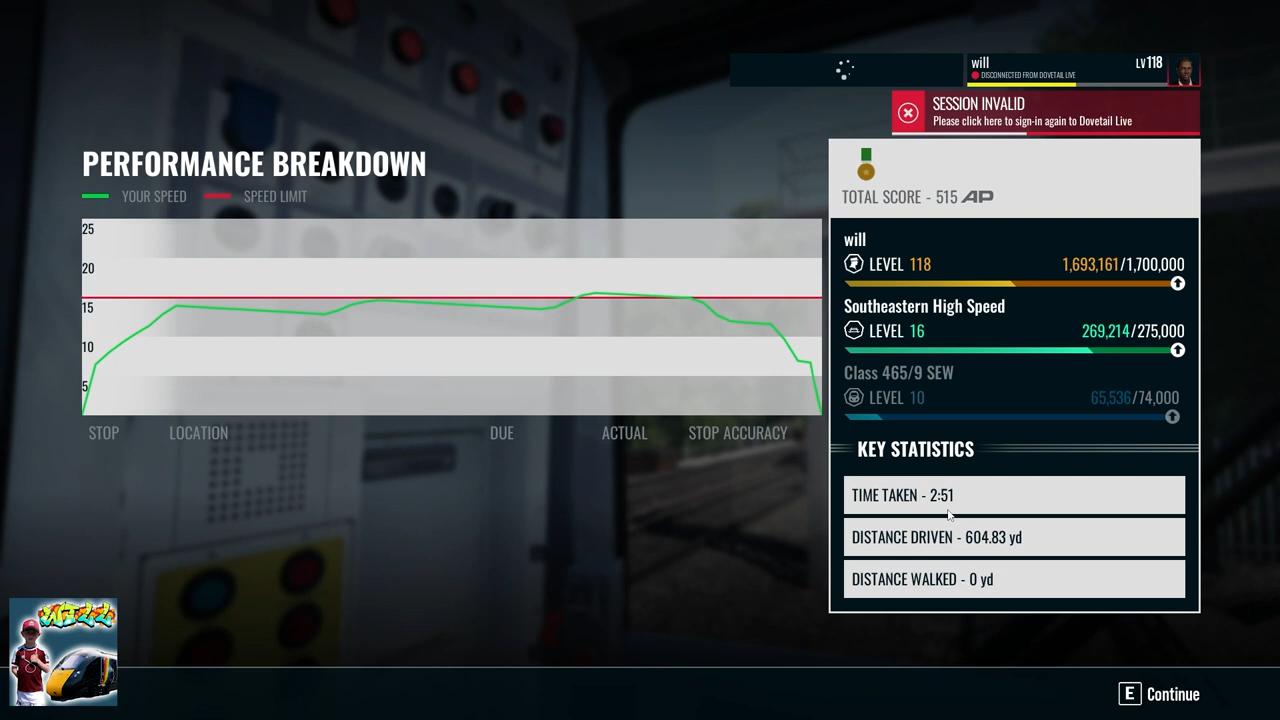 will
LV 118
DISCONNECTED FROM DOVETAIL LIVE
SESSION INVALID
Please click here to sign-in again to Dovetail Live
PERFORMANCE BREAKDOWN
YOUR SPEED
SPEED LIMIT
25
20
15
10
5
STOP
LOCATION
DUE
ACTUAL
STOP ACCURACY
TOTAL SCORE - 515 AP
will
LEVEL 118
1,693,161/1,700,000
Southeastern High Speed
LEVEL 16
269,214/275,000
Class 465/9 SEW
LEVEL 10
65,536/74,000
KEY STATISTICS
TIME TAKEN - 2:51
DISTANCE DRIVEN - 604.83 yd
DISTANCE WALKED - 0 yd
WILL
E Continue